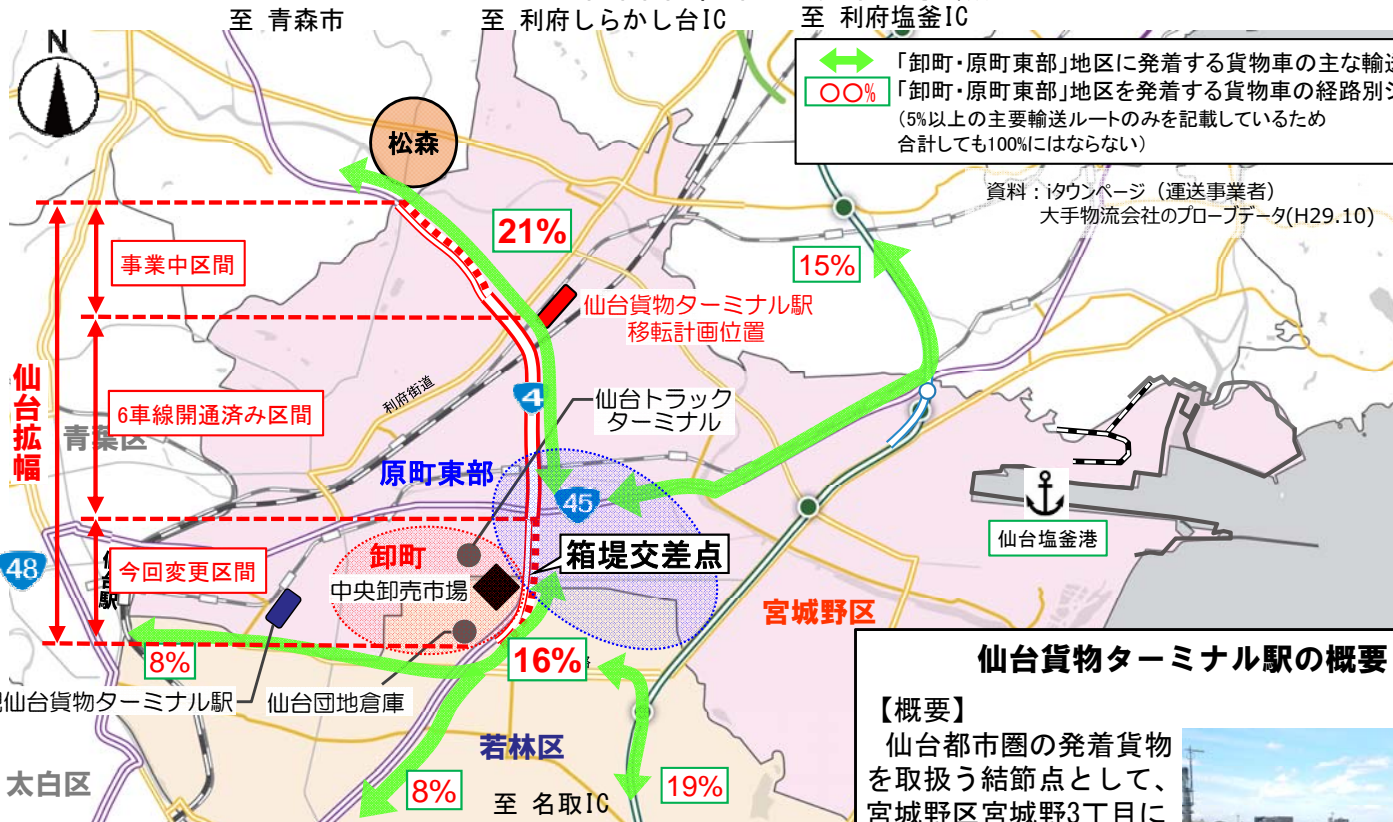 至 青森市
至 利府しらかし台IC
至 利府塩釜IC
N
「卸町・原町東部」地区に発着する貨物車の主な輸送
○○%
「卸町・原町東部」地区を発着する貨物車の経路別シ
(5%以上の主要輸送ルートのみを記載しているため
合計しても100%にはならない)
資料：iタウンページ（運送事業者）
大手物流会社のプローブデータ(H29.10)
松森
21%
15%
事業中区間
仙台貨物ターミナル駅
移転計画位置
利府街道
4
仙台トラック
ターミナル
仙台拡幅
6車線開通済み区間
青葉区
原町東部
45
仙台塩釜港
48
仙台駅
今回変更区間
卸町
中央卸売市場
箱堤交差点
宮城野区
8%
16%
仙台貨物ターミナル駅
仙台団地倉庫
若林区
太白区
8%
至 名取IC
19%
仙台貨物ターミナル駅の概要
【概要】
仙台都市圏の発着貨物
を取扱う結節点として、
宮城野区宮城野3丁目に